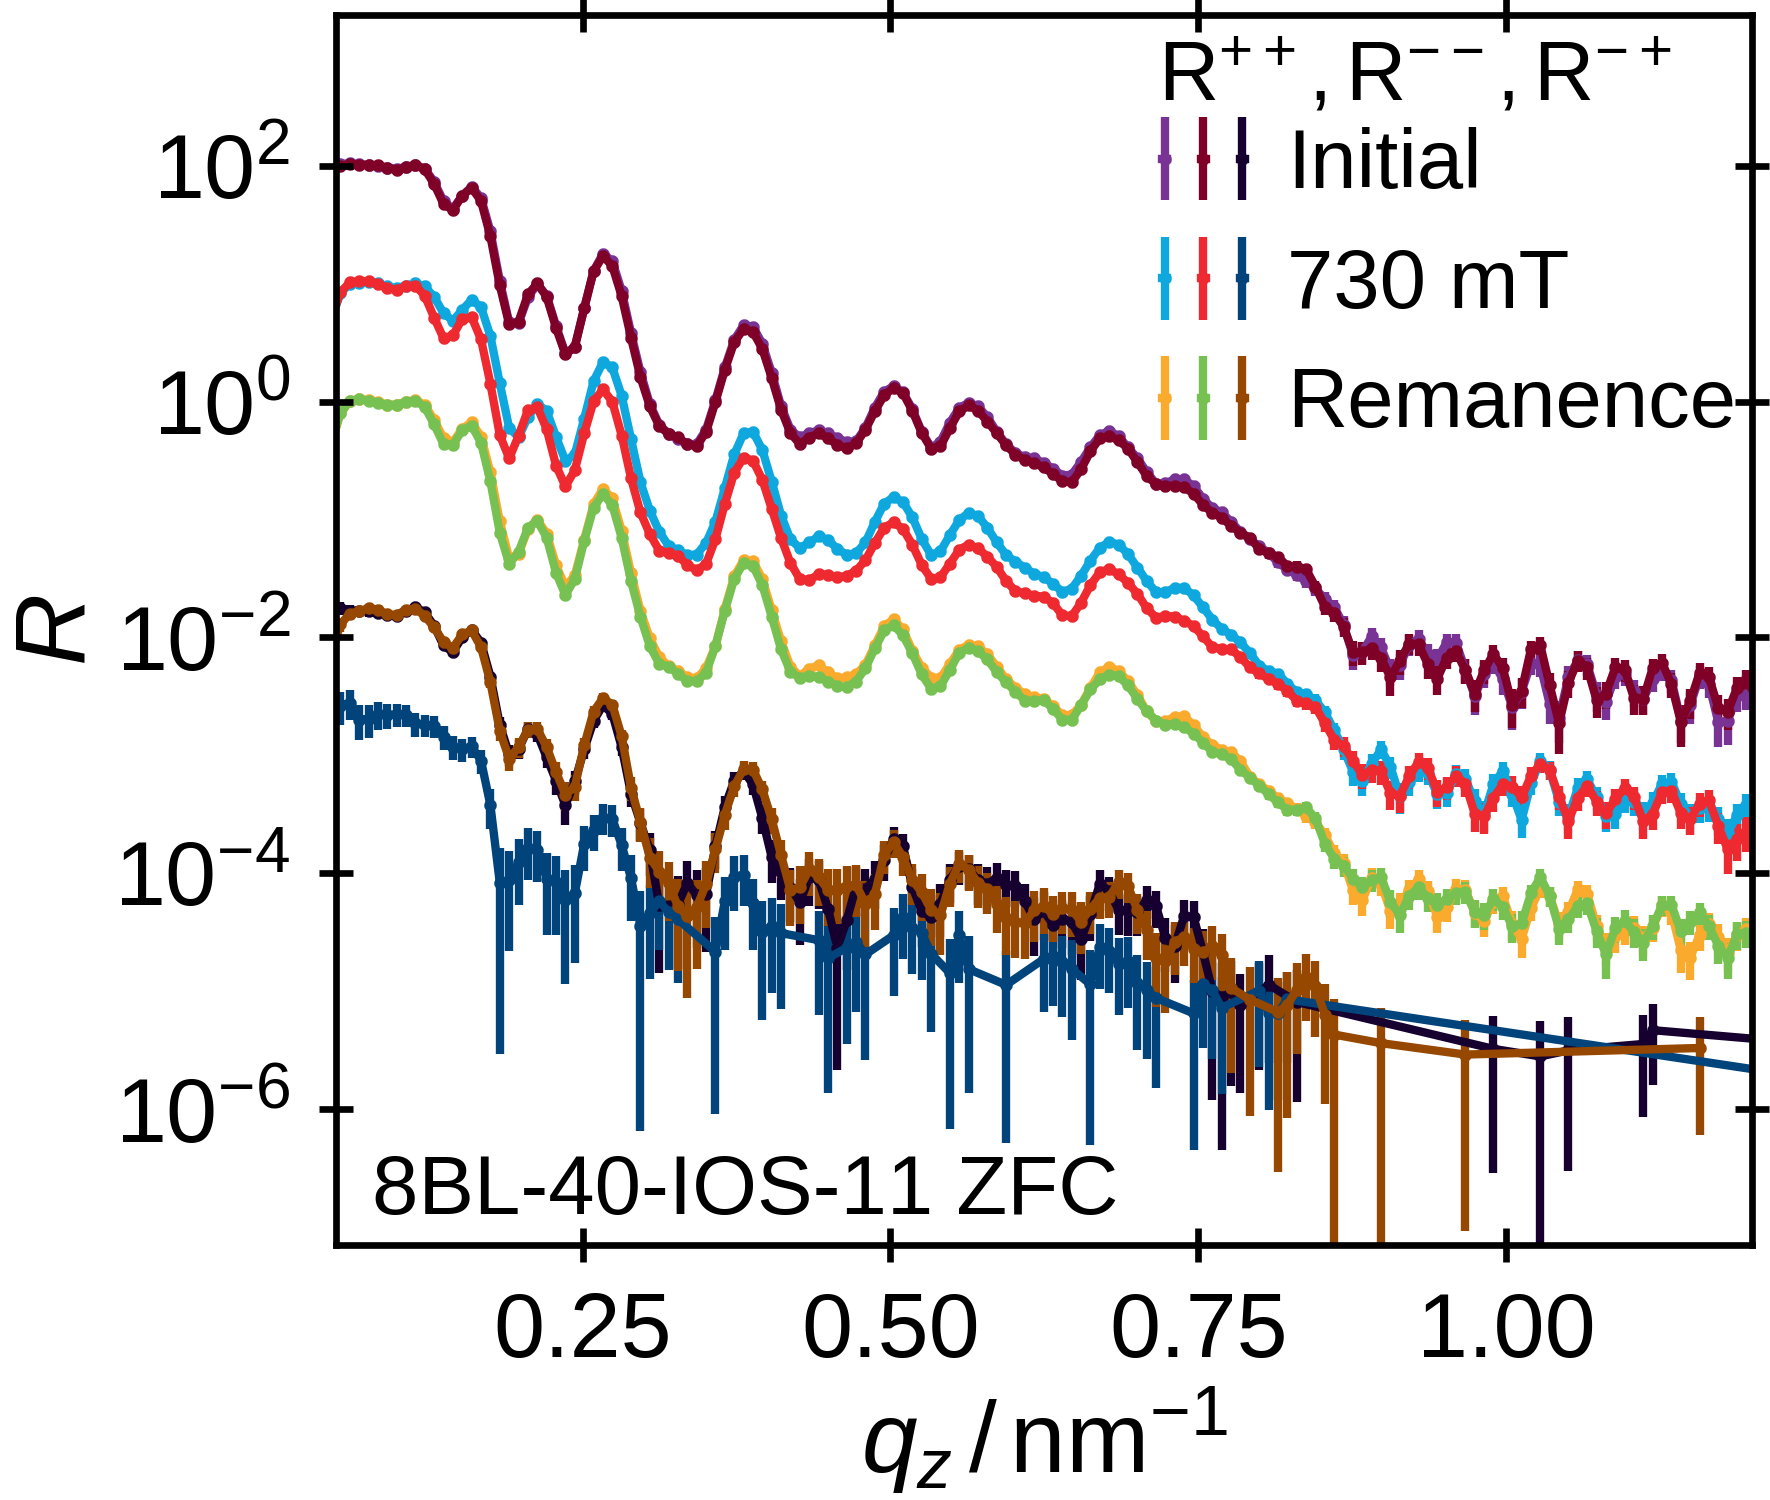 R⁺⁺, R⁻⁻, R⁻⁺
Initial
730 mT
Remanence
10²
10⁰
10⁻²
10⁻⁴
10⁻⁶
R
8BL-40-IOS-11 ZFC
0.25 0.50 0.75 1.00
q_z / nm⁻¹